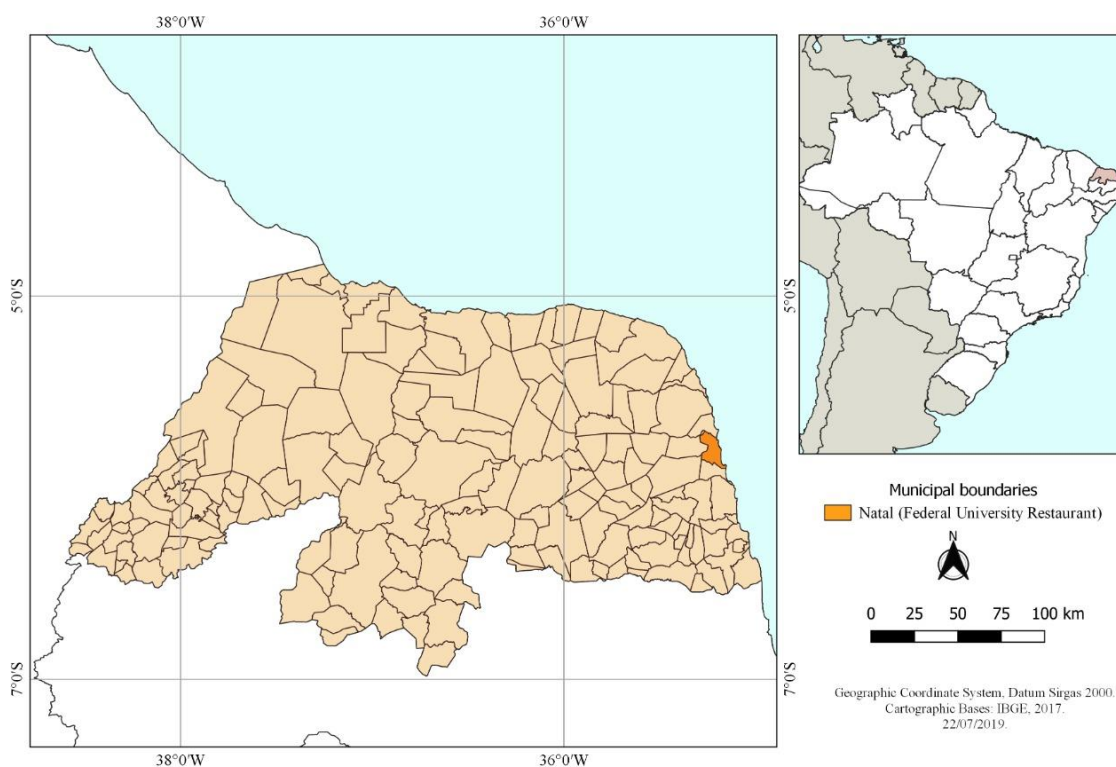 38°0'W
36°0'W
5°0'S
5°0'S
7°0'S
7°0'S
38°0'W
36°0'W
Municipal boundaries
Natal (Federal University Restaurant)
N
0 25 50 75 100 km
Geographic Coordinate System, Datum Sirgas 2000.
Cartographic Bases: IBGE, 2017.
22/07/2019.